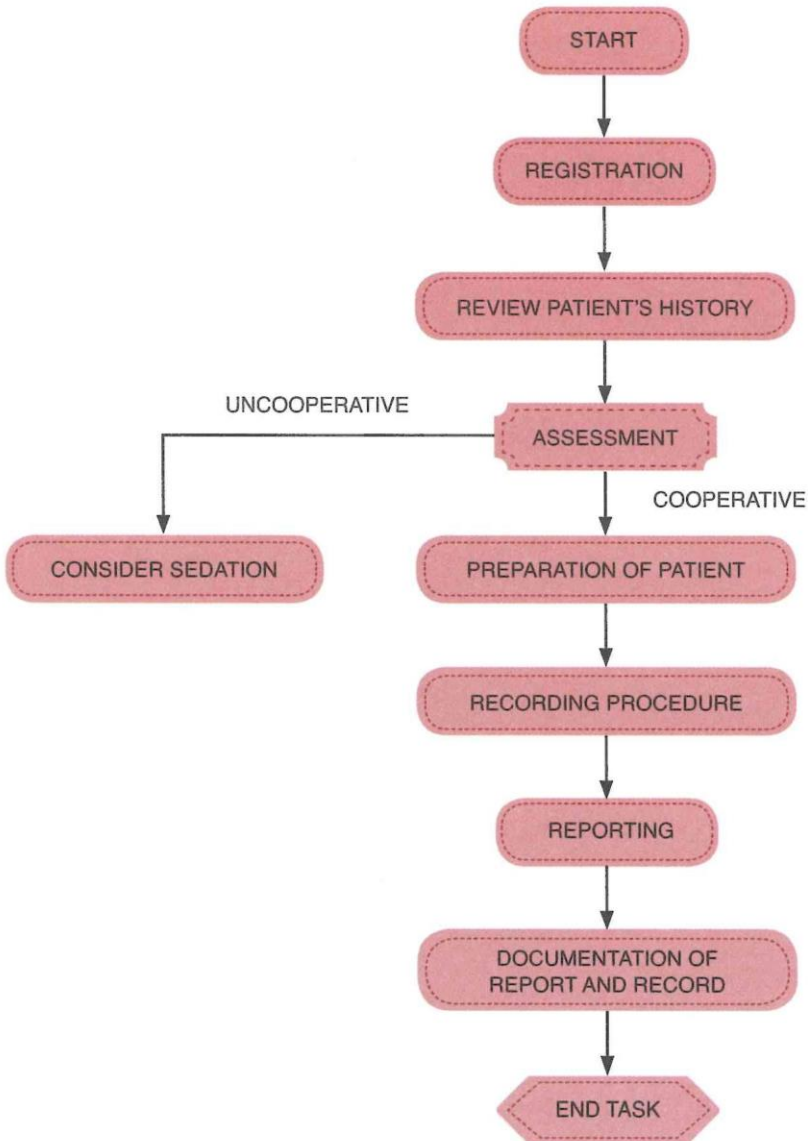 START
REGISTRATION
REVIEW PATIENT'S HISTORY
UNCOOPERATIVE
ASSESSMENT
COOPERATIVE
CONSIDER SEDATION
PREPARATION OF PATIENT
RECORDING PROCEDURE
REPORTING
DOCUMENTATION OF
REPORT AND RECORD
END TASK